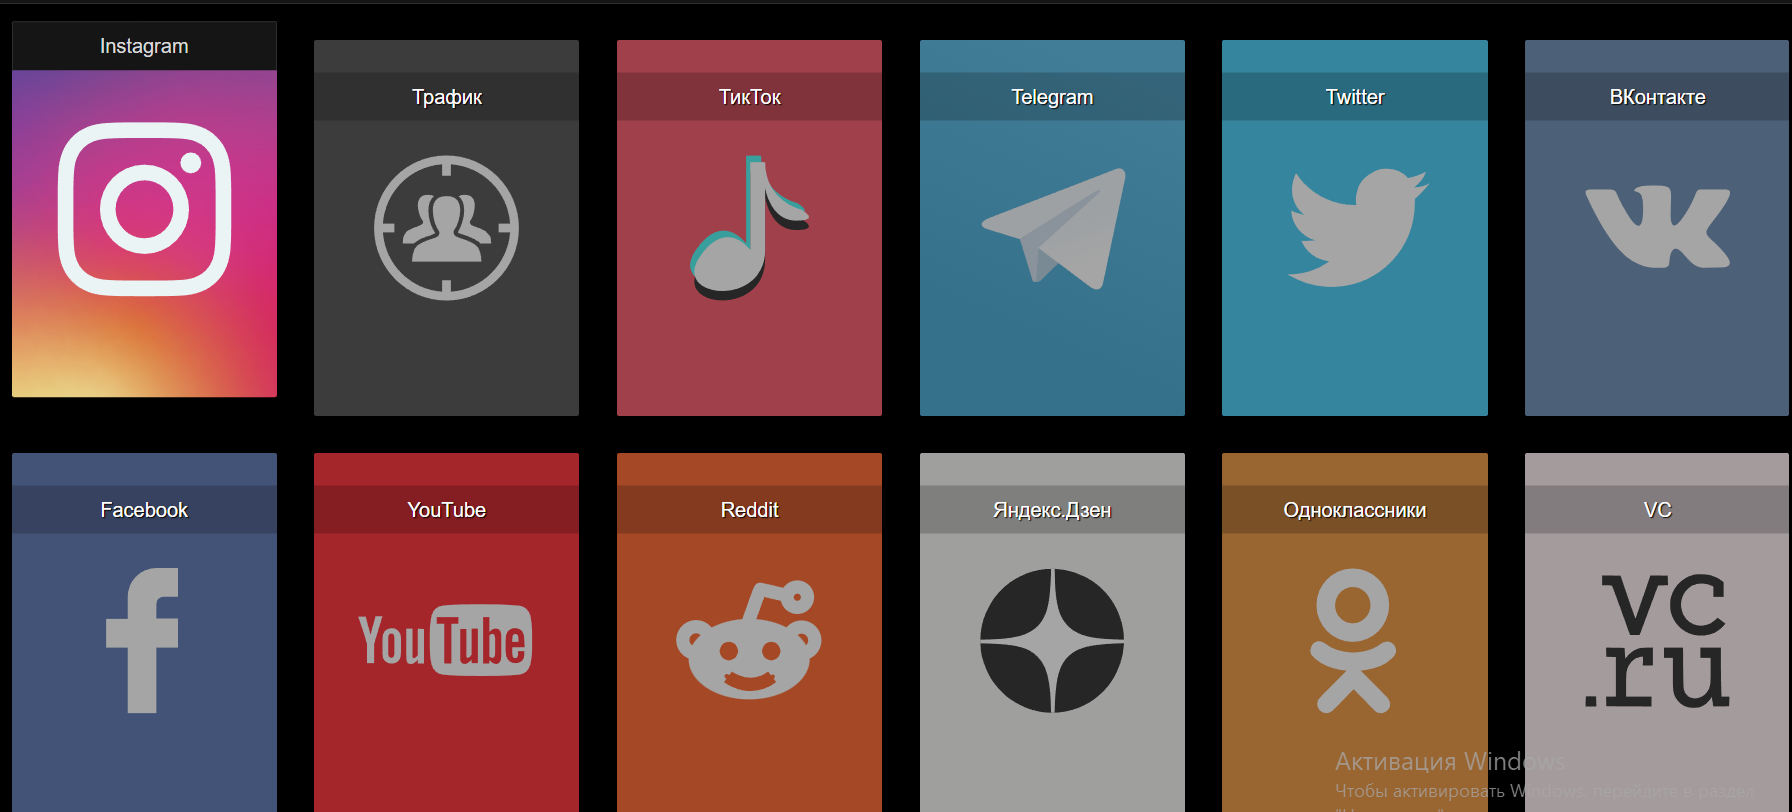 Instagram
Трафик
ТикТок
Telegram
Twitter
ВКонтакте
Facebook
YouTube
Reddit
Яндекс.Дзен
Одноклассники
VC
YouTube
vc
.ru
Активация Windows
Чтобы активировать Windows, перейдите в раздел